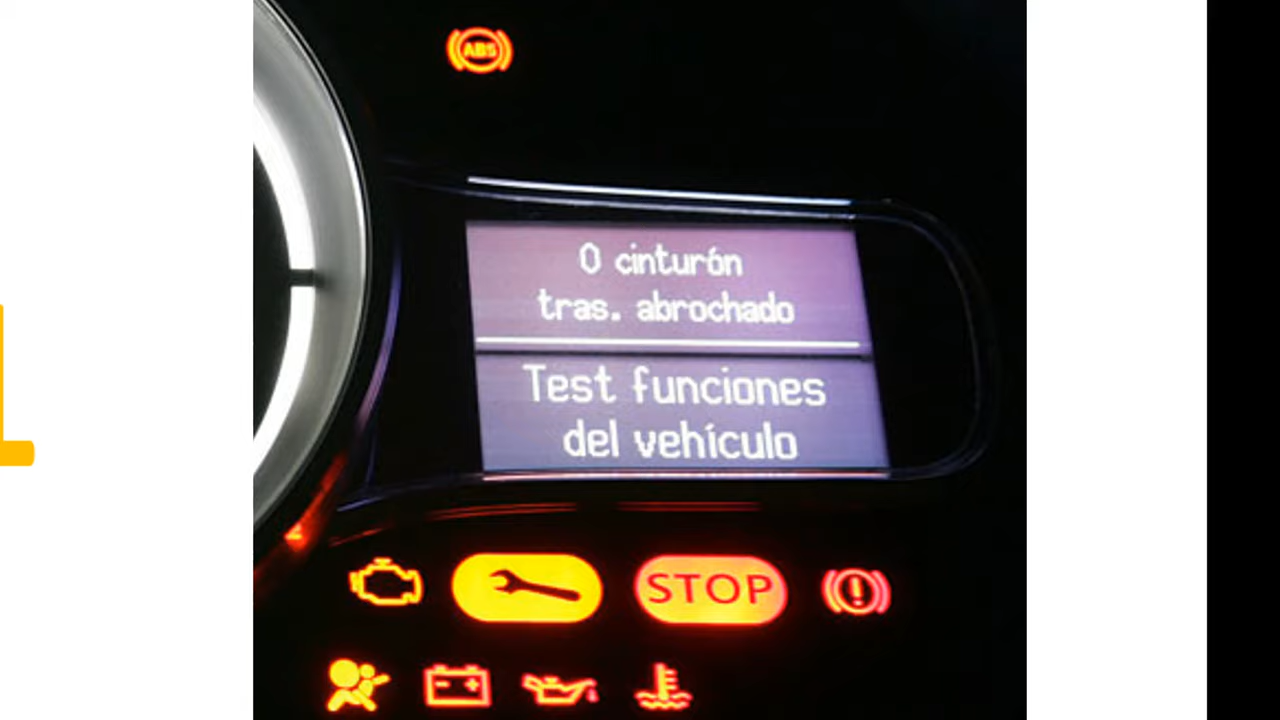 ABS
0 cinturón
tras. abrochado
Test funciones
del vehículo
STOP